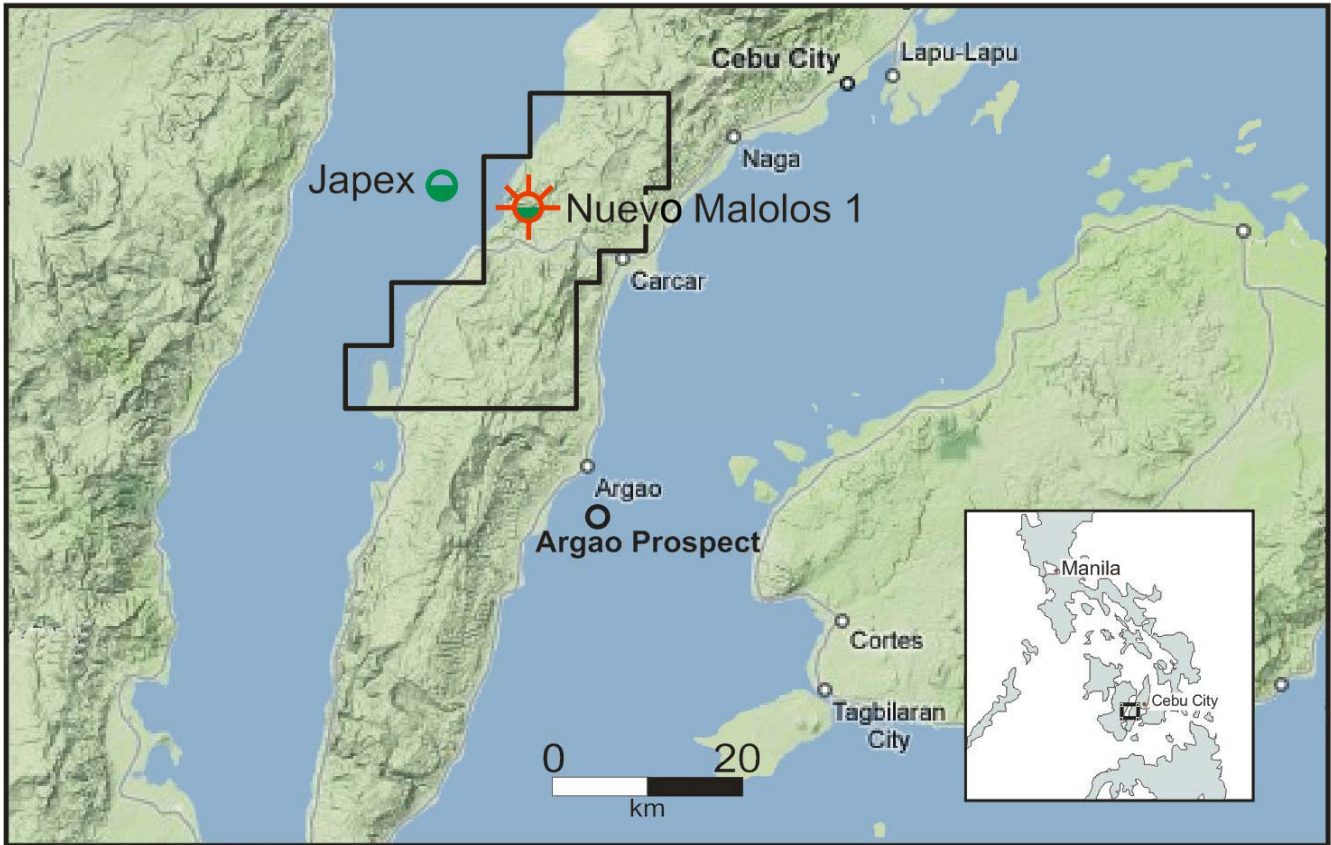 Cebu City
Lapu-Lapu
Naga
Japex
Nuevo Malolos 1
Carcar
Argao
Argao Prospect
Cortes
Tagbilaran
City
0 20
km
Manila
Cebu City